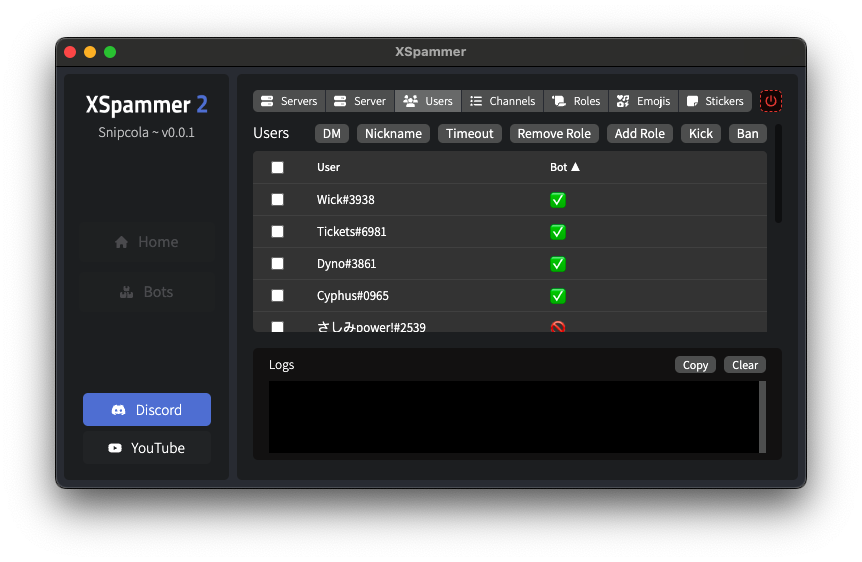 XSpammer
XSpammer 2
Snipcola ~ v0.0.1
Home
Bots
Discord
YouTube
Servers Server Users Channels Roles Emojis Stickers
Users DM Nickname Timeout Remove Role Add Role Kick Ban
User Bot ▲
Wick#3938 ✅
Tickets#6981 ✅
Dyno#3861 ✅
Cyphus#0965 ✅
さしみpower!#2539 🚫
Logs Copy Clear